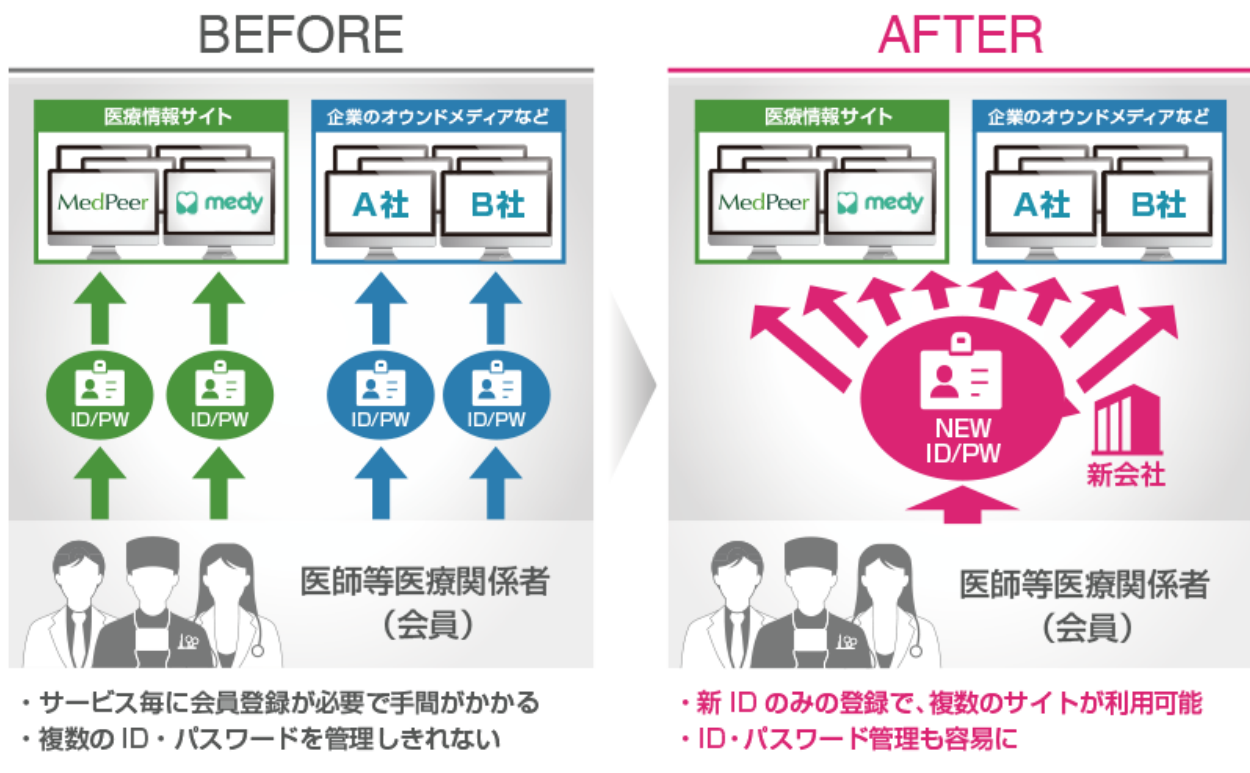 BEFORE
医療情報サイト
企業のオウンドメディアなど
MedPeer
medy
A社
B社
ID/PW
ID/PW
ID/PW
ID/PW
医師等医療関係者
（会員）
・サービス毎に会員登録が必要で手間がかかる
・複数の ID・パスワードを管理しきれない
AFTER
医療情報サイト
企業のオウンドメディアなど
MedPeer
medy
A社
B社
NEW
ID/PW
新会社
医師等医療関係者
（会員）
・新 ID のみの登録で、複数のサイトが利用可能
・ID・パスワード管理も容易に